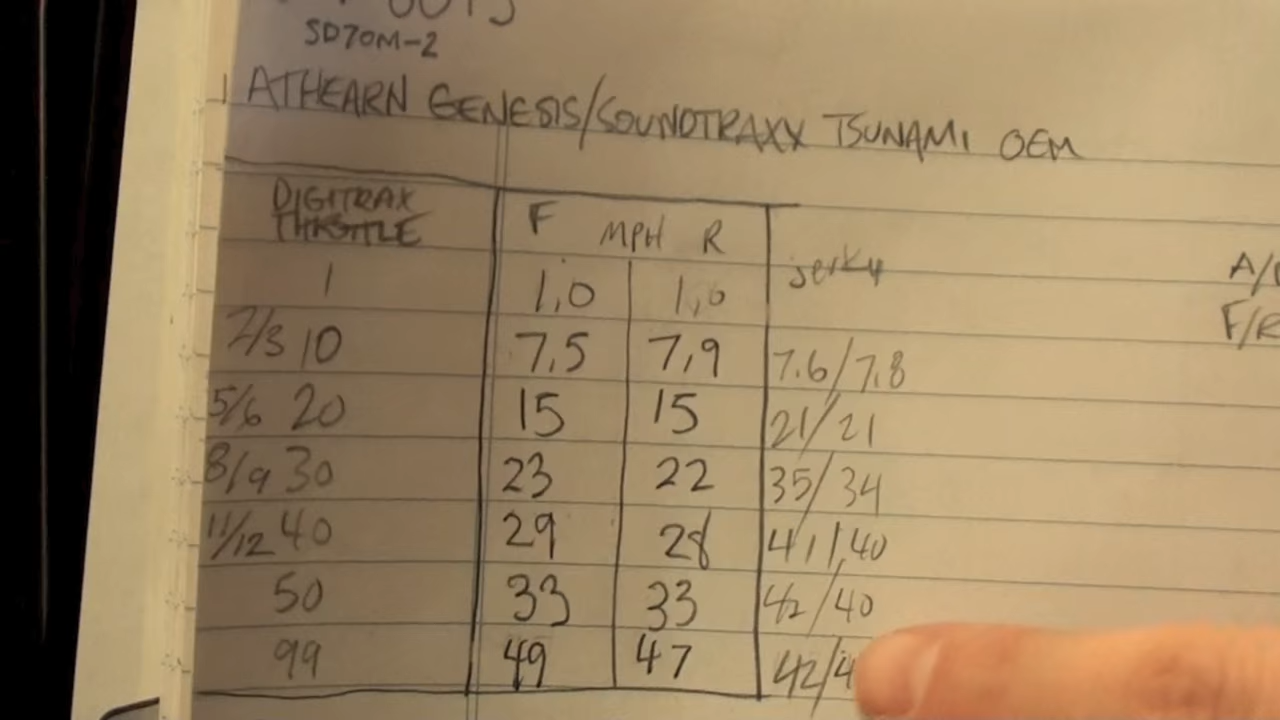 SD70M-2
ATHEARN GENESIS/SOUNDTRAXX TSUNAMI OEM
DIGITRAX THROTTLE F MPH R
1 1,0 1,0 jerky
2/3 10 7,5 7,9 7.6/7.8
5/6 20 15 15 21/21
8/9 30 23 22 35/34
11/12 40 29 28 41/40
50 33 33 42/40
99 49 47 42/4
A/
F/R